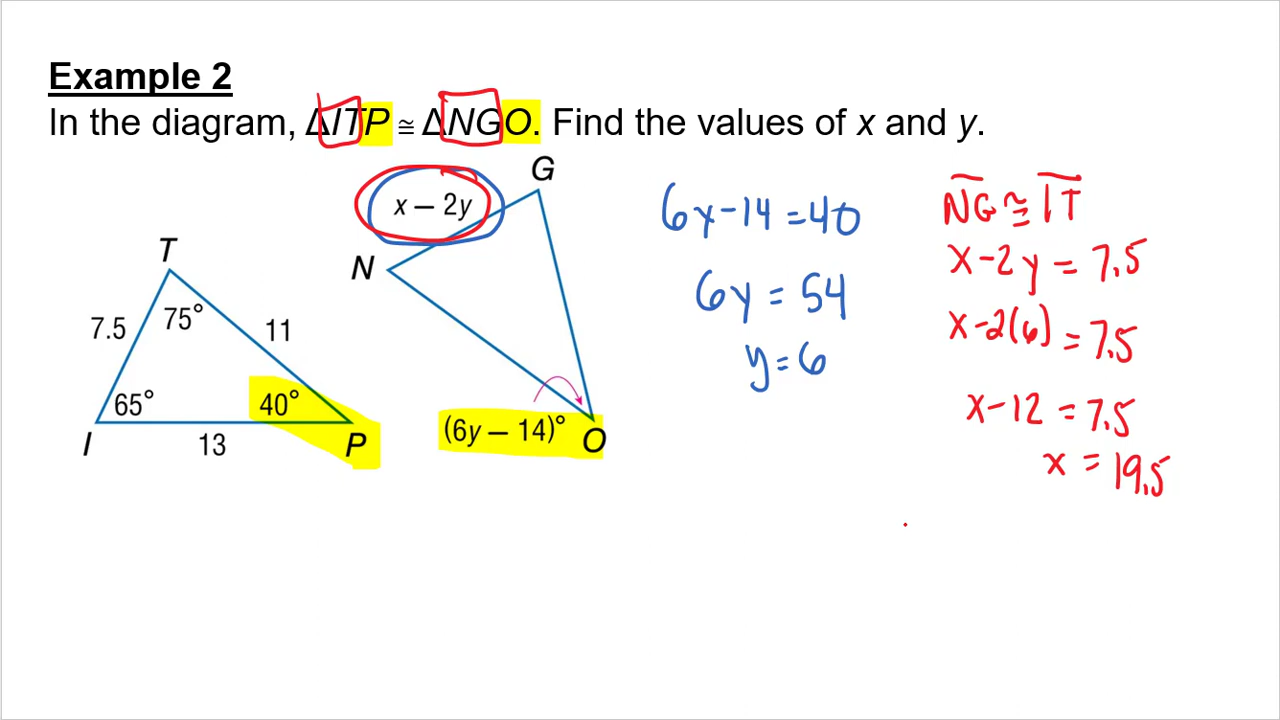 Example 2
In the diagram, ΔITP ≅ ΔNGO. Find the values of x and y.
G
x – 2y
N
T
75°
7.5
11
65°
40°
I
13
P
(6y – 14)°
O
6x-14=40
6y = 54
y=6
NG ≅ IT
x-2y = 7.5
x-2(6) = 7.5
x-12 = 7.5
x = 19.5